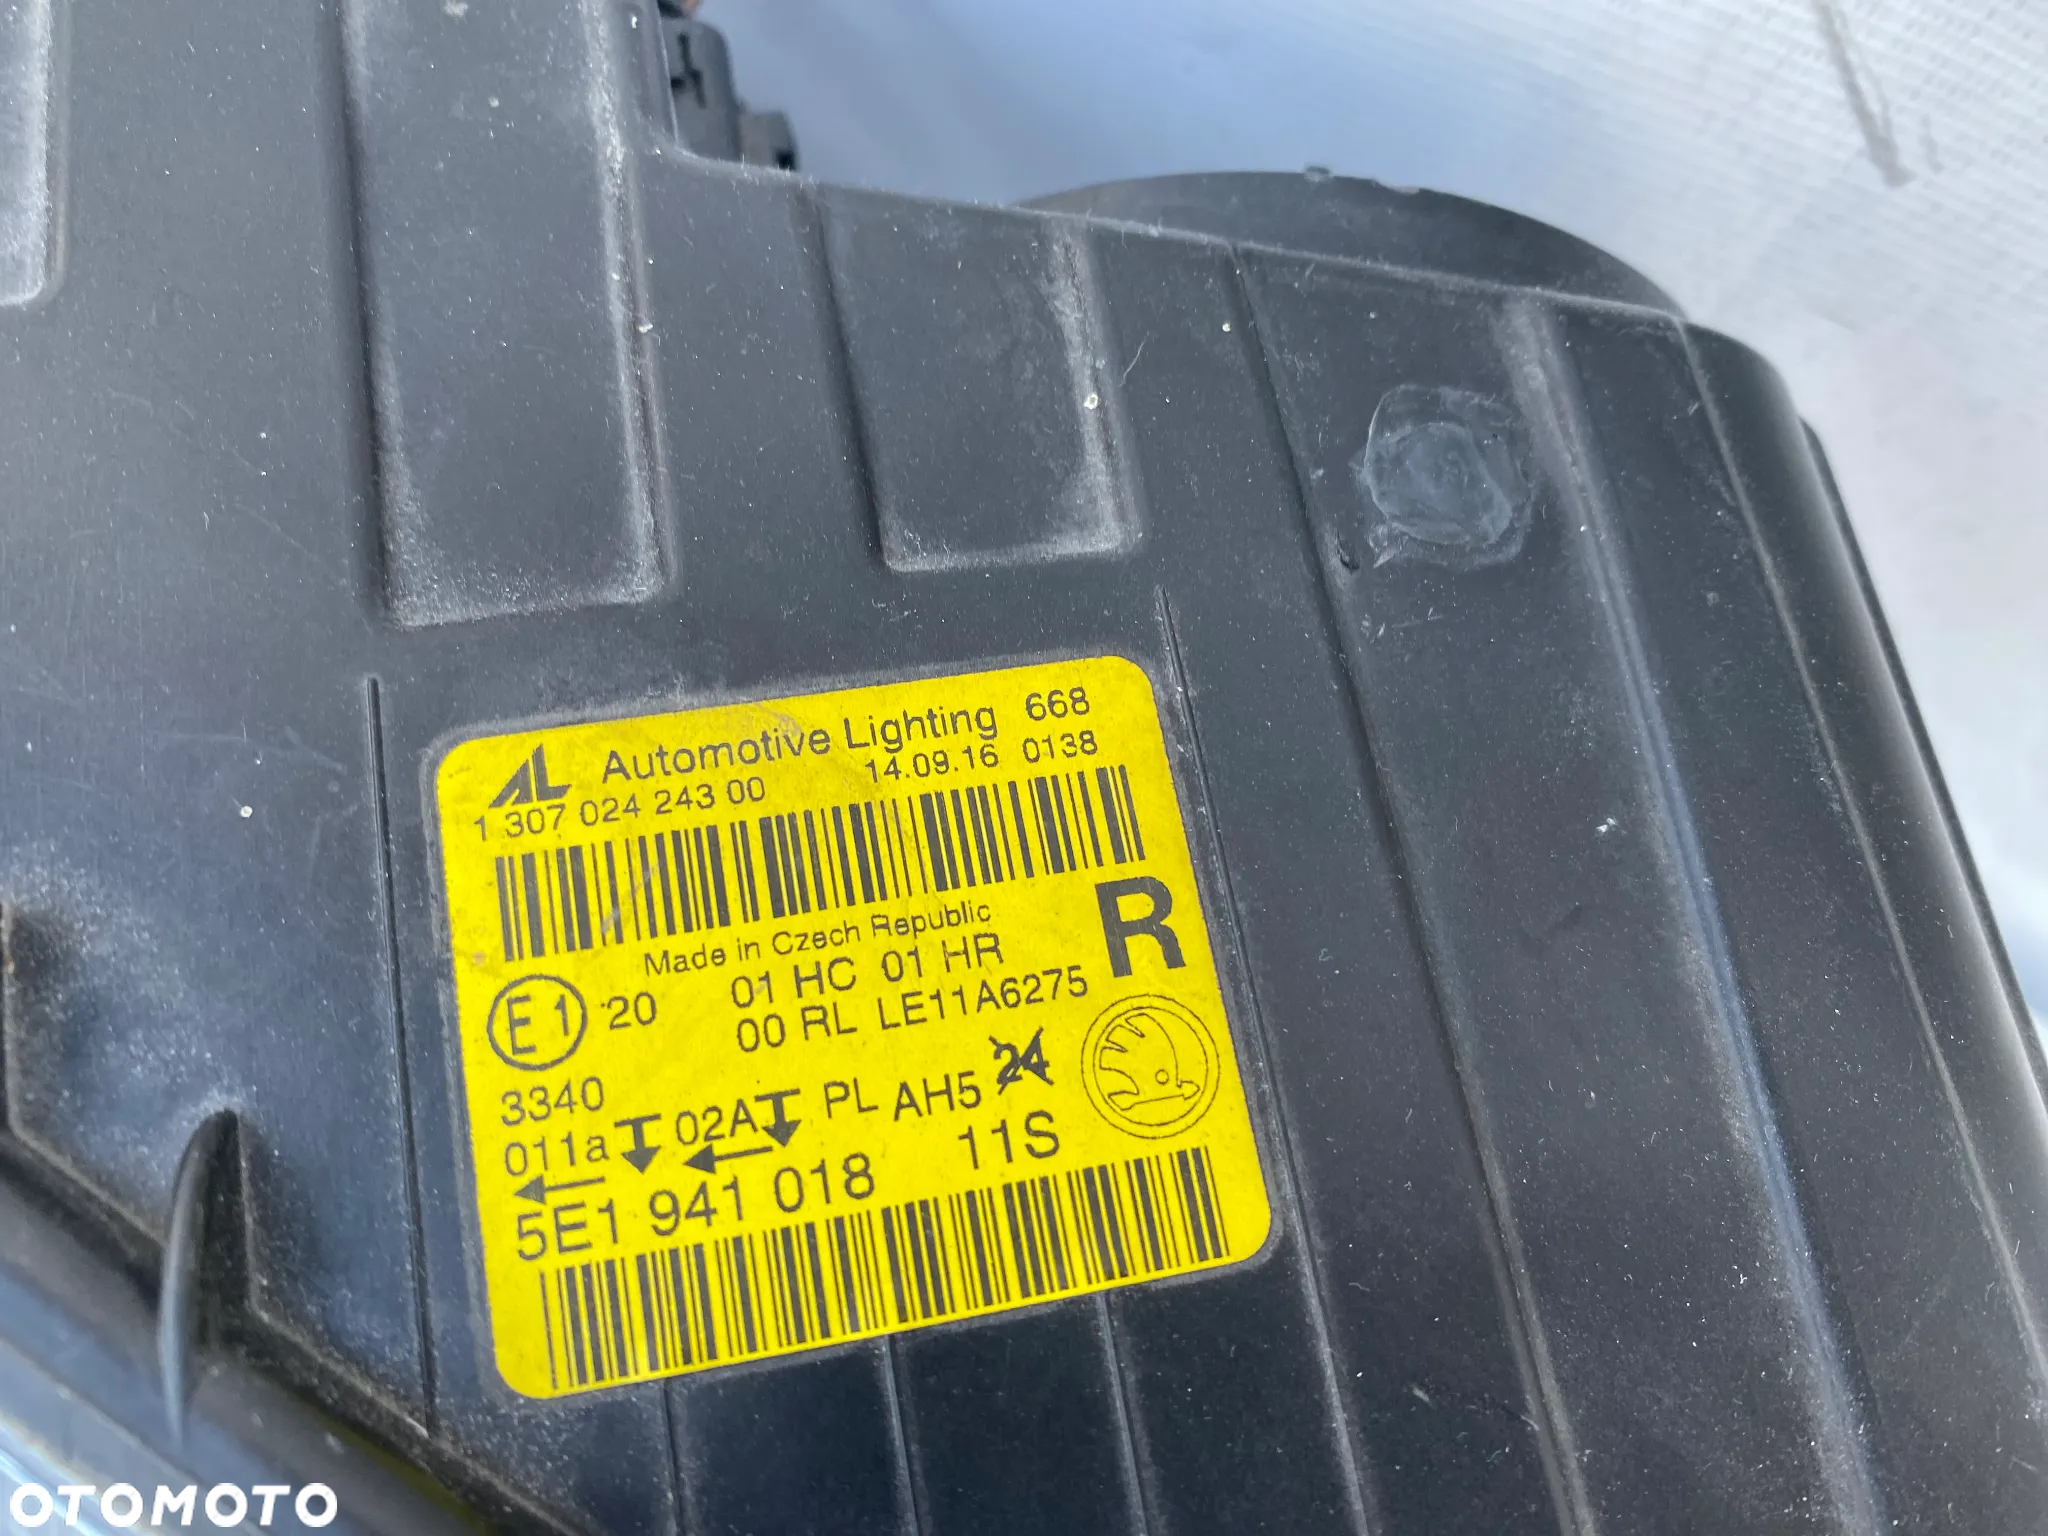 AL Automotive Lighting 668
1 307 024 243 00 14.09.16 0138
Made in Czech Republic
R
E1 20 01 HC 01 HR
00 RL LE11A6275
3340
011a 02A PL AH5 24
5E1 941 018 11S
OTOMOTO